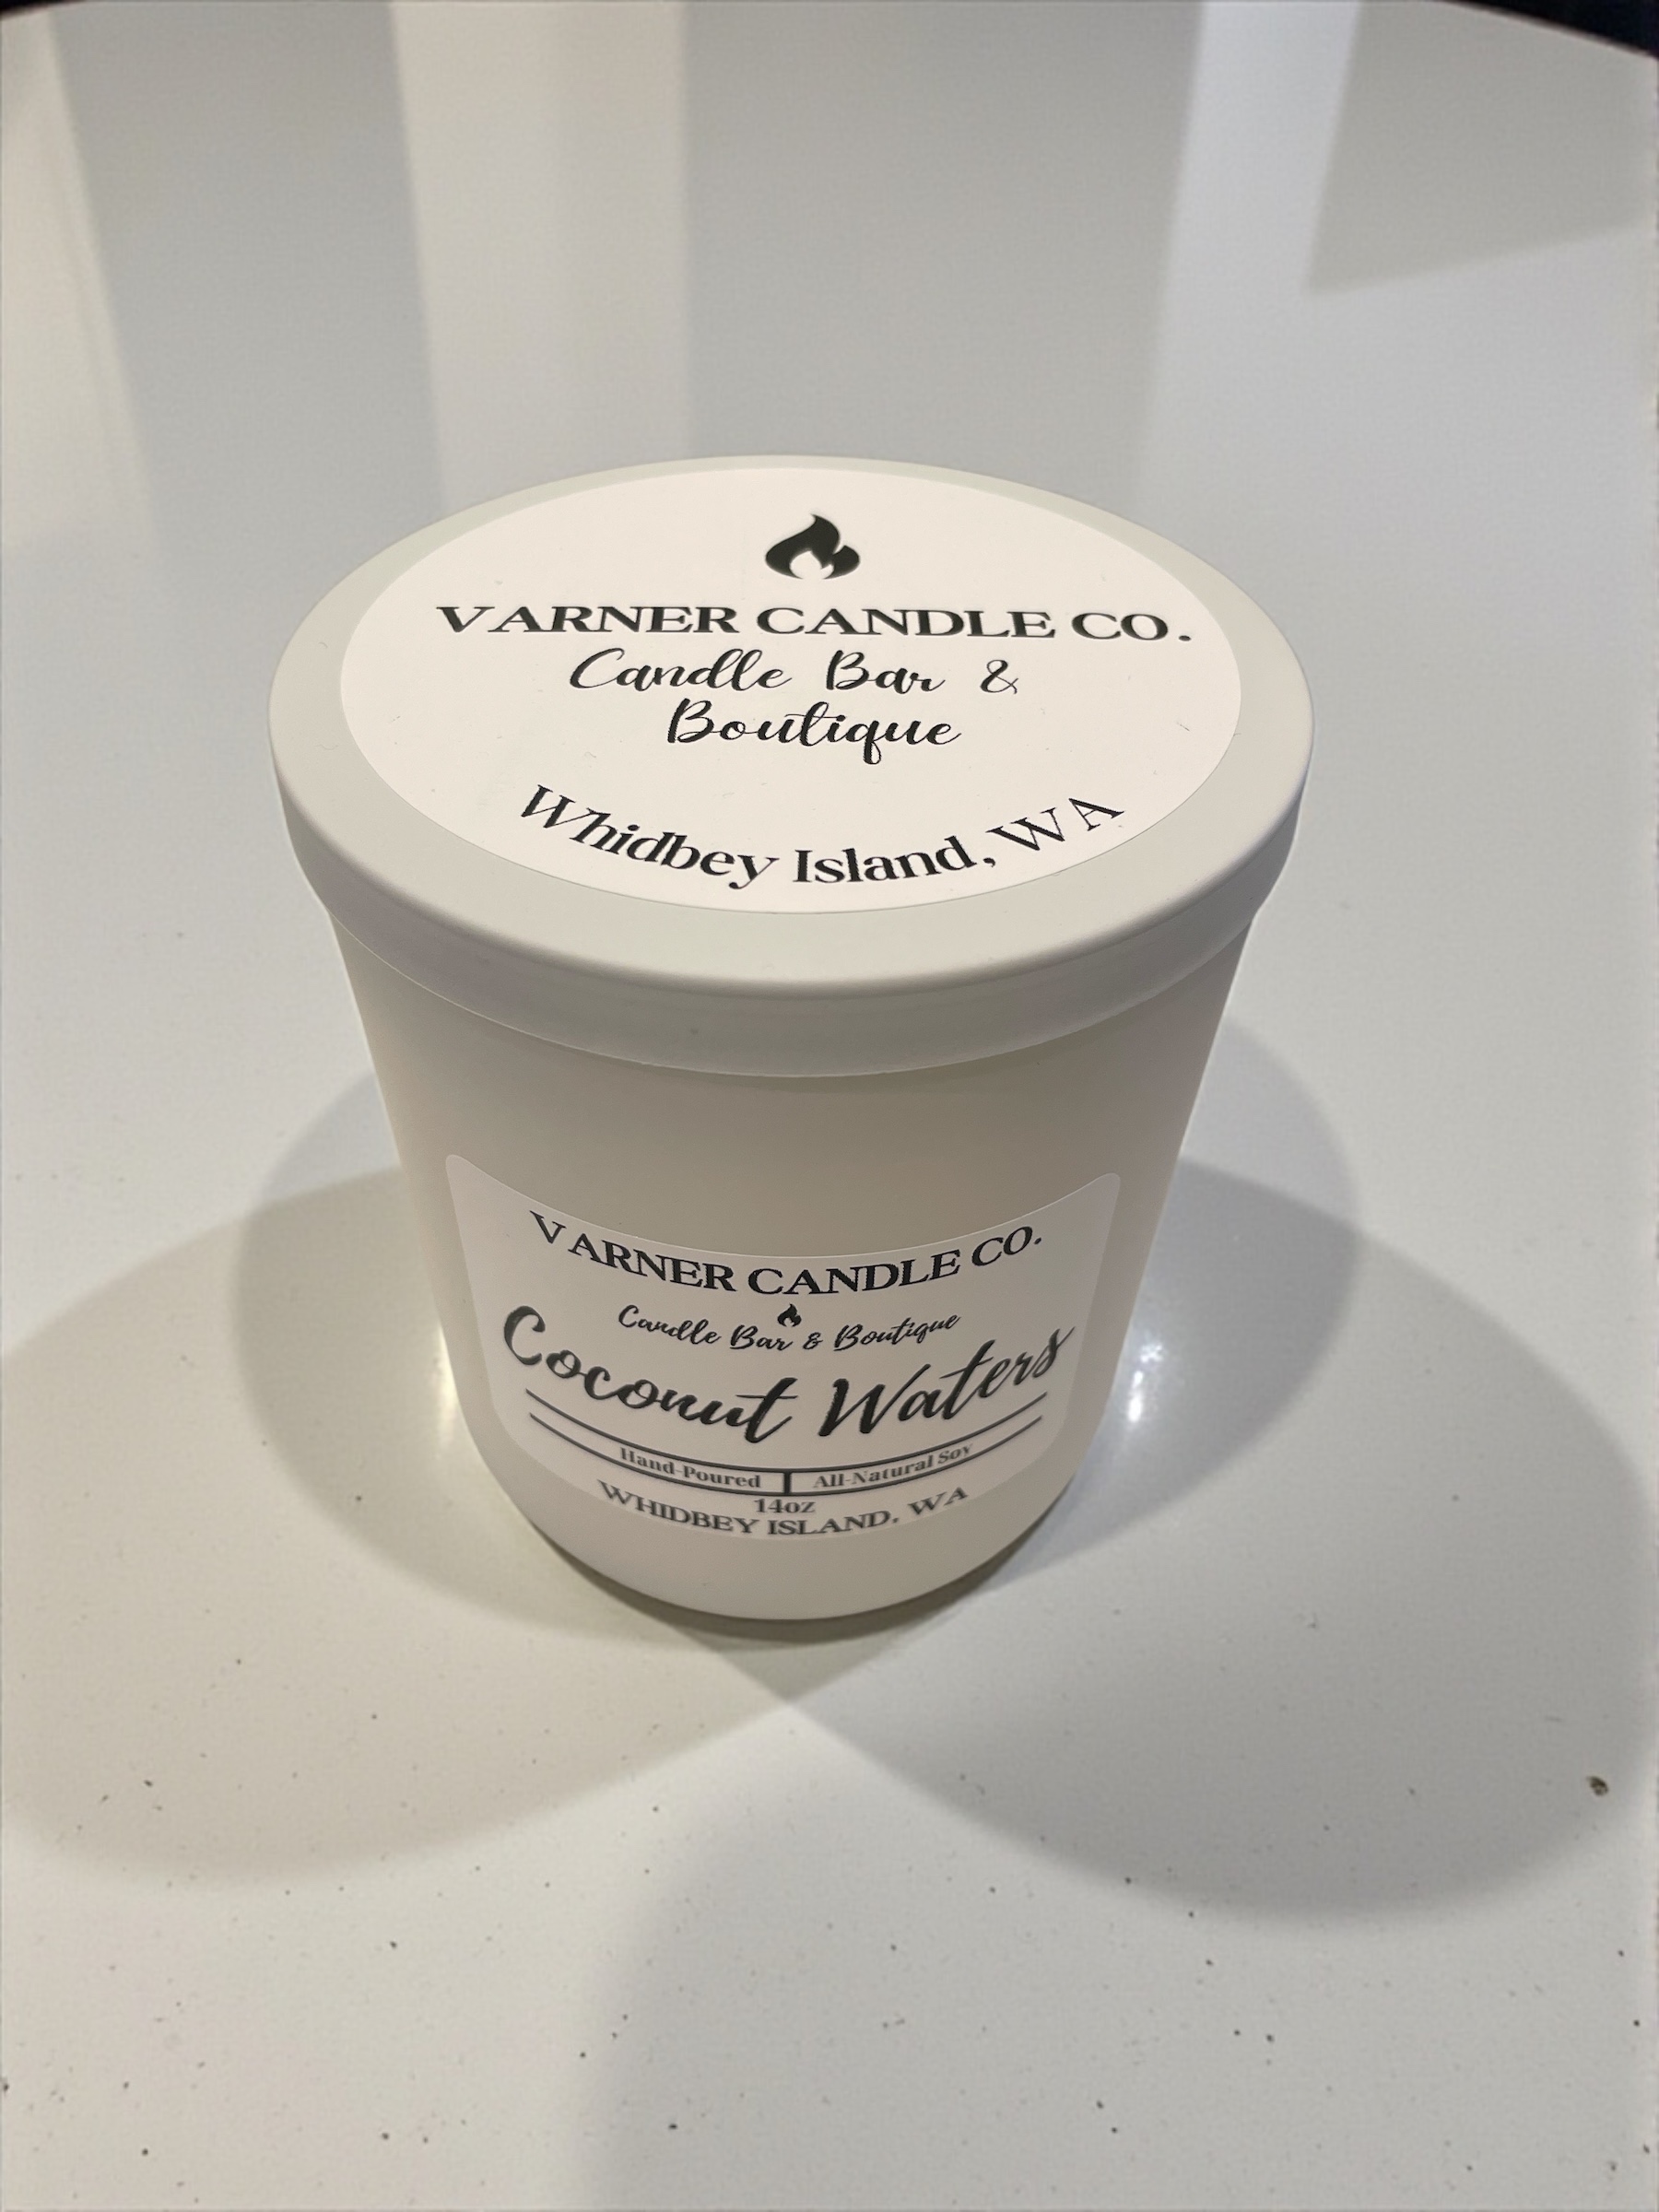 VARNER CANDLE CO.
Candle Bar &
Boutique
Whidbey Island, WA
VARNER CANDLE CO.
Candle Bar & Boutique
Coconut Waters
Hand-Poured All-Natural Soy
14oz
WHIDBEY ISLAND, WA